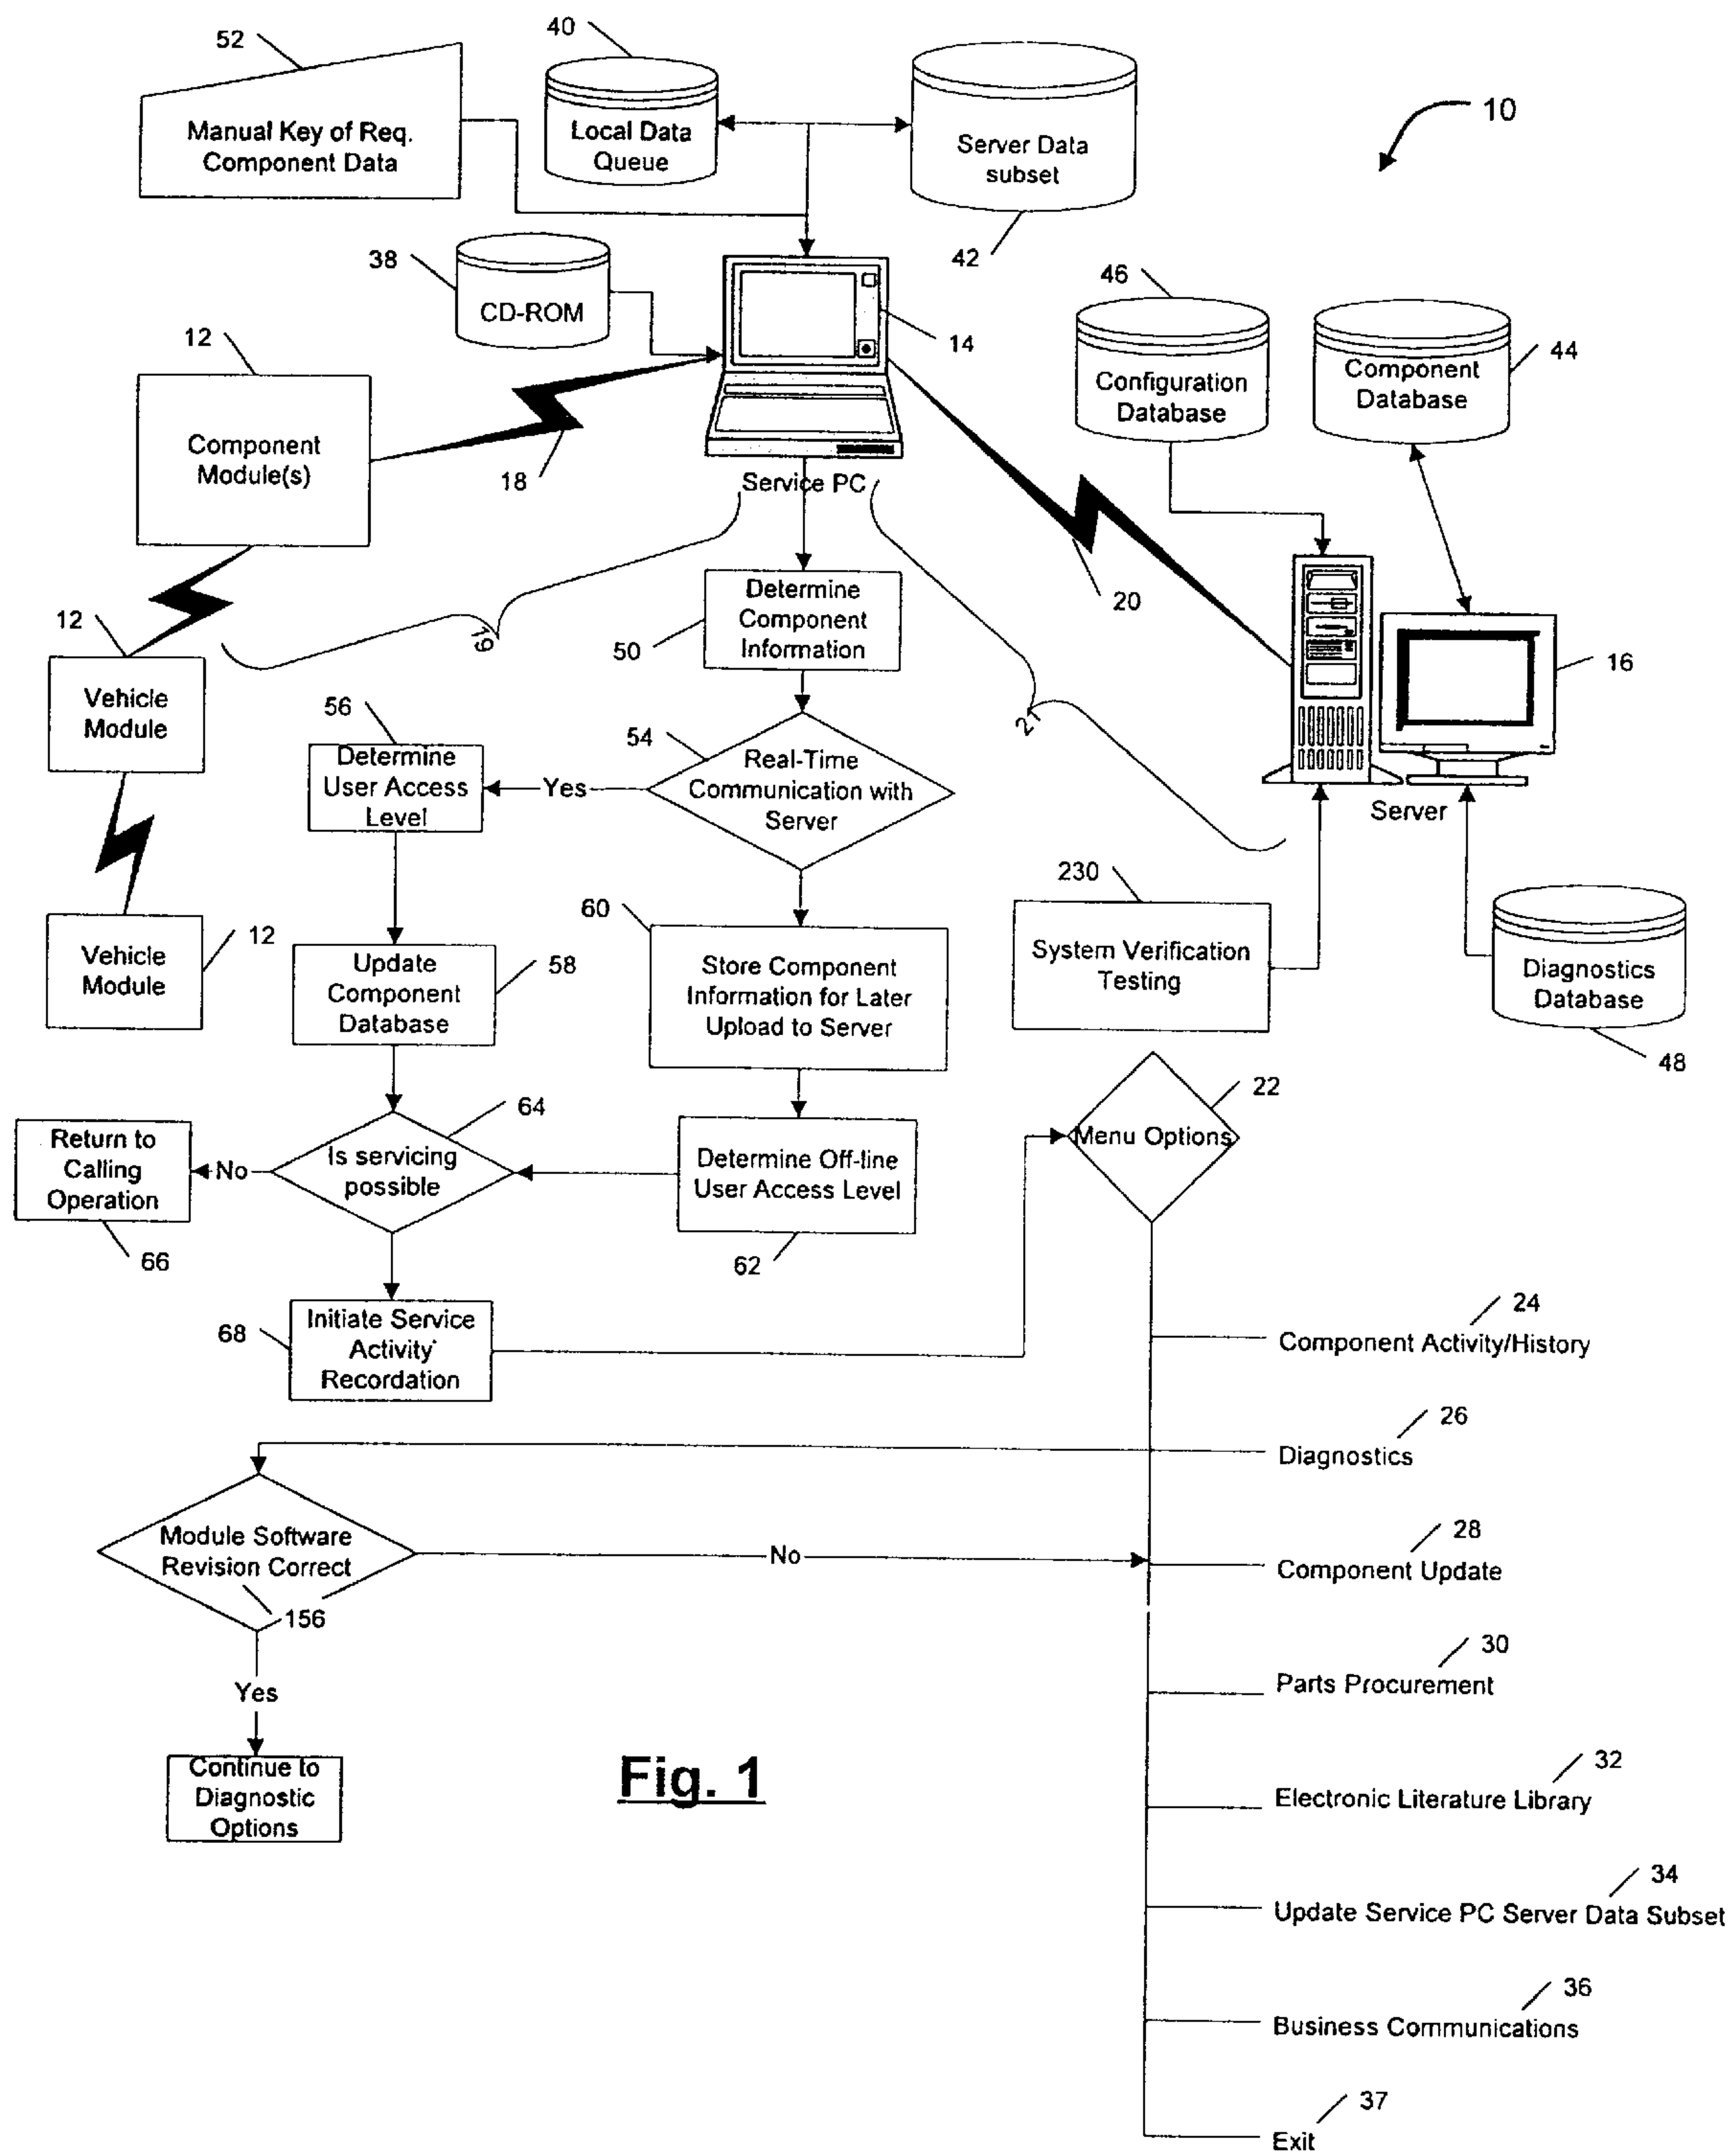 52
40
10
Manual Key of Req.
Component Data
Local Data
Queue
Server Data
subset
42
38
CD-ROM
14
46
44
Configuration
Database
Component
Database
12
Component
Module(s)
18
Service PC
20
19
21
Determine
Component
Information
50
12
Vehicle
Module
16
Server
56
Determine
User Access
Level
Yes
54
Real-Time
Communication with
Server
230
System Verification
Testing
Diagnostics
Database
48
Vehicle
Module
12
Update
Component
Database
58
60
Store Component
Information for Later
Upload to Server
22
Menu Options
64
Is servicing
possible
No
Return to
Calling
Operation
66
Determine Off-line
User Access Level
62
68
Initiate Service
Activity
Recordation
24
Component Activity/History
26
Diagnostics
Module Software
Revision Correct
156
No
28
Component Update
30
Parts Procurement
Yes
Continue to
Diagnostic
Options
Fig. 1
32
Electronic Literature Library
34
Update Service PC Server Data Subset
36
Business Communications
37
Exit